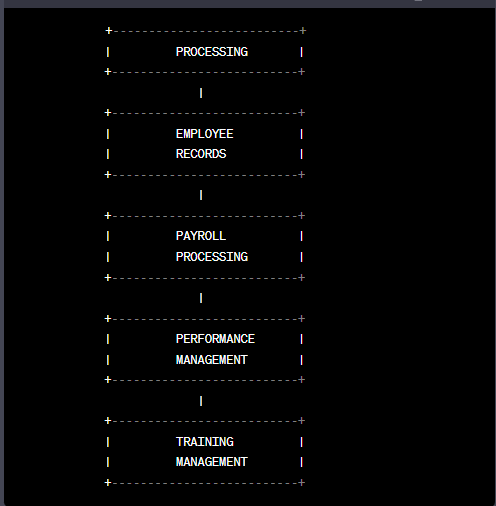 +--------------------------+
|         PROCESSING       |
+--------------------------+
             |
+--------------------------+
|         EMPLOYEE         |
|         RECORDS          |
+--------------------------+
             |
+--------------------------+
|         PAYROLL          |
|         PROCESSING       |
+--------------------------+
             |
+--------------------------+
|         PERFORMANCE      |
|         MANAGEMENT       |
+--------------------------+
             |
+--------------------------+
|         TRAINING         |
|         MANAGEMENT       |
+--------------------------+